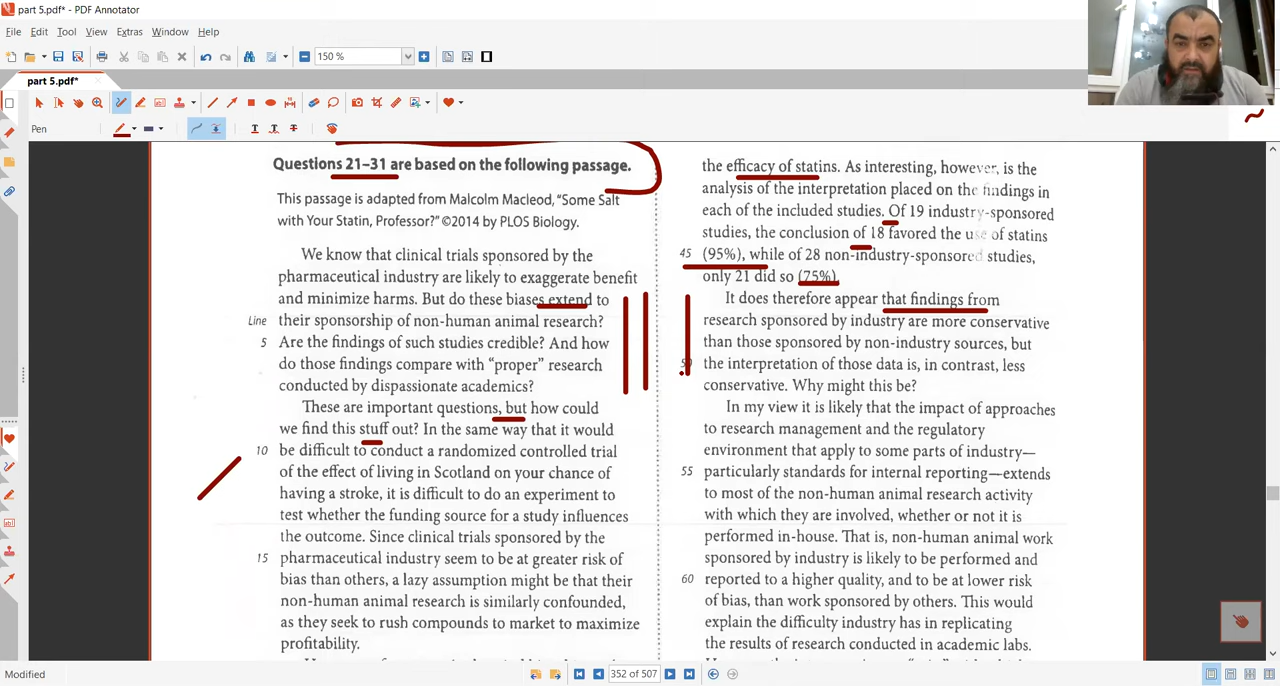 part 5.pdf* - PDF Annotator
File Edit Tool View Extras Window Help
150 %
part 5.pdf*
Pen
Questions 21–31 are based on the following passage.
This passage is adapted from Malcolm Macleod, “Some Salt
with Your Statin, Professor?” ©2014 by PLOS Biology.
We know that clinical trials sponsored by the
pharmaceutical industry are likely to exaggerate benefit
and minimize harms. But do these biases extend to
Line their sponsorship of non-human animal research?
5 Are the findings of such studies credible? And how
do those findings compare with “proper” research
conducted by dispassionate academics?
These are important questions, but how could
we find this stuff out? In the same way that it would
10 be difficult to conduct a randomized controlled trial
of the effect of living in Scotland on your chance of
having a stroke, it is difficult to do an experiment to
test whether the funding source for a study influences
the outcome. Since clinical trials sponsored by the
15 pharmaceutical industry seem to be at greater risk of
bias than others, a lazy assumption might be that their
non-human animal research is similarly confounded,
as they seek to rush compounds to market to maximize
profitability.
the efficacy of statins. As interesting, however, is the
analysis of the interpretation placed on the findings in
each of the included studies. Of 19 industry-sponsored
studies, the conclusion of 18 favored the use of statins
45 (95%), while of 28 non-industry-sponsored studies,
only 21 did so (75%).
It does therefore appear that findings from
research sponsored by industry are more conservative
than those sponsored by non-industry sources, but
50 the interpretation of those data is, in contrast, less
conservative. Why might this be?
In my view it is likely that the impact of approaches
to research management and the regulatory
environment that apply to some parts of industry—
55 particularly standards for internal reporting—extends
to most of the non-human animal research activity
with which they are involved, whether or not it is
performed in-house. That is, non-human animal work
sponsored by industry is likely to be performed and
60 reported to a higher quality, and to be at lower risk
of bias, than work sponsored by others. This would
explain the difficulty industry has in replicating
the results of research conducted in academic labs.
Modified
352 of 507